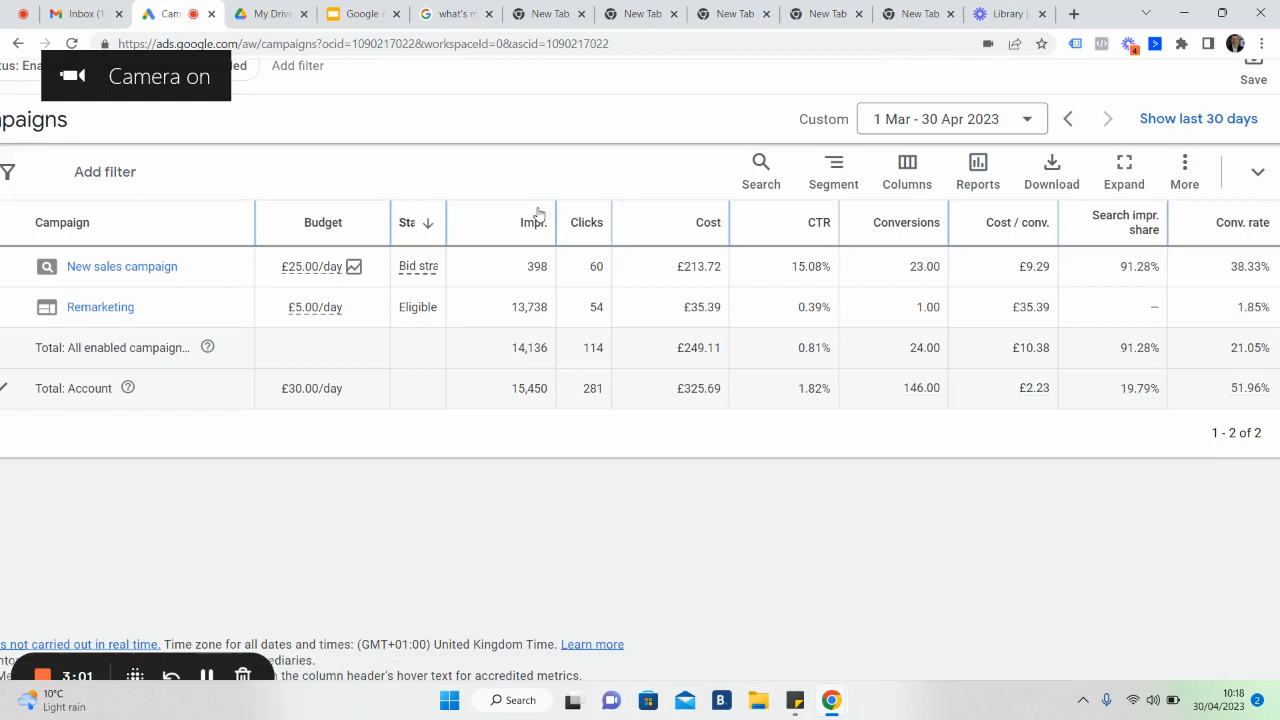 Inbox (1:
Cam
My Drive
Google A
what's m
New Tab
New Tab
New Tab
New Tab
New Tab
Library
https://ads.google.com/aw/campaigns?ocid=1090217022&workspaceId=0&ascid=1090217022
4
tus: Ena
led
Add filter
Save
Camera on
paigns
Custom
1 Mar - 30 Apr 2023
Show last 30 days
Add filter
Search
Segment
Columns
Reports
Download
Expand
More
Campaign Budget Sta Impr. Clicks Cost CTR Conversions Cost / conv. Search impr. share Conv. rate
New sales campaign £25.00/day Bid stra 398 60 £213.72 15.08% 23.00 £9.29 91.28% 38.33%
Remarketing £5.00/day Eligible 13,738 54 £35.39 0.39% 1.00 £35.39 — 1.85%
Total: All enabled campaign... 14,136 114 £249.11 0.81% 24.00 £10.38 91.28% 21.05%
Total: Account £30.00/day 15,450 281 £325.69 1.82% 146.00 £2.23 19.79% 51.96%
1 - 2 of 2
s not carried out in real time. Time zone for all dates and times: (GMT+01:00) United Kingdom Time. Learn more
ediaries.
n the column header's hover text for accredited metrics.
3:01
10°C
Light rain
Search
10:18
30/04/2023
2